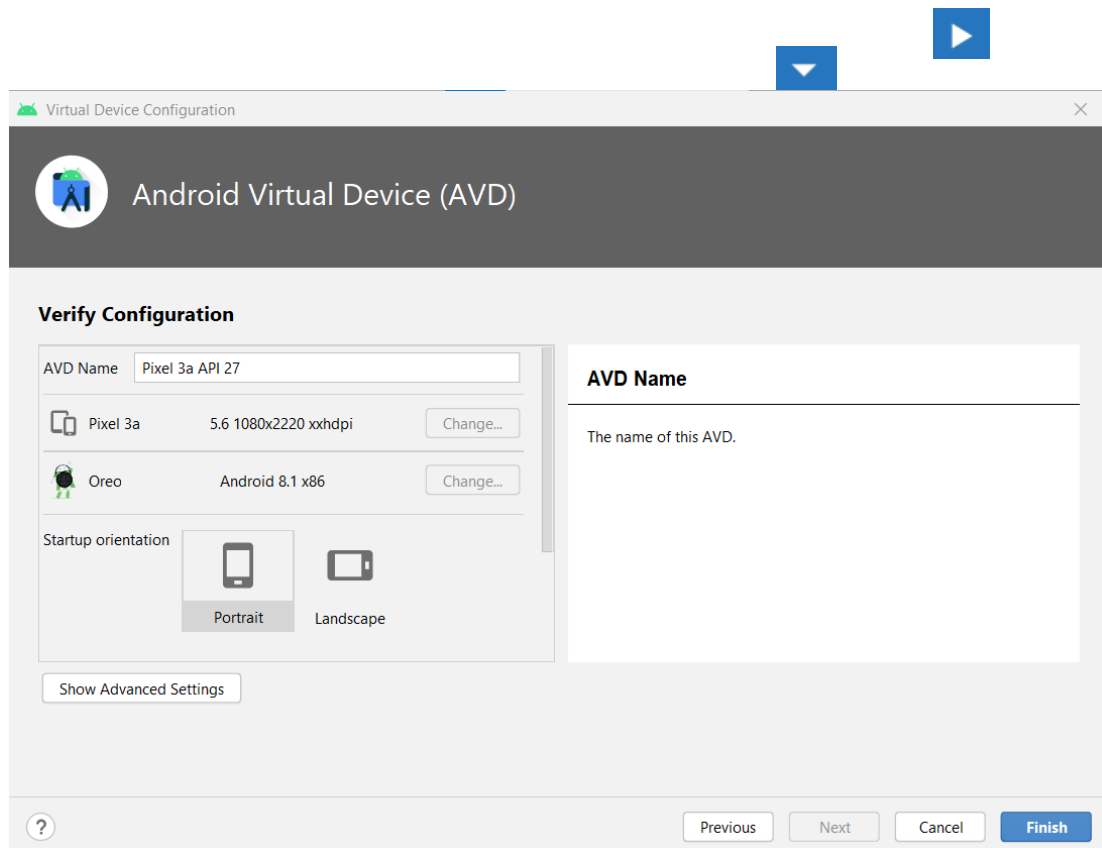 Virtual Device Configuration
Android Virtual Device (AVD)
Verify Configuration
AVD Name Pixel 3a API 27
Pixel 3a 5.6 1080x2220 xxhdpi Change...
Oreo Android 8.1 x86 Change...
Startup orientation
Portrait Landscape
Show Advanced Settings
AVD Name
The name of this AVD.
? Previous Next Cancel Finish